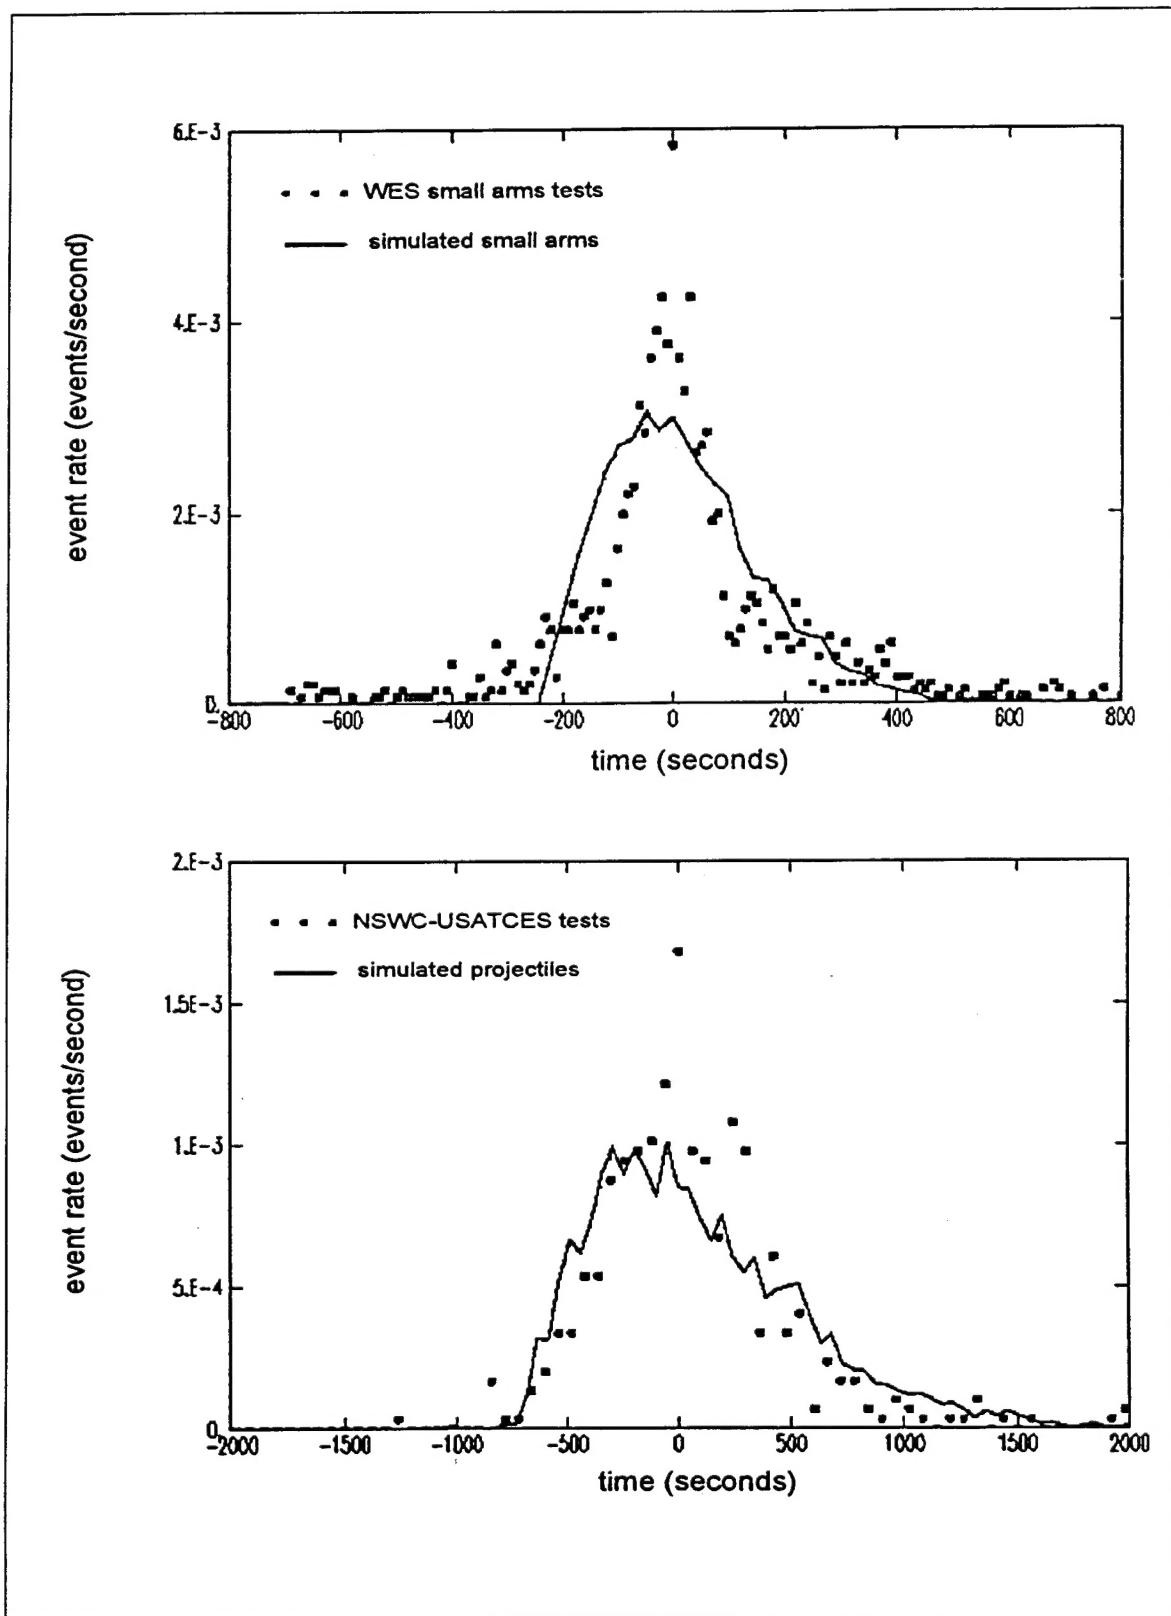 6.E-3
WES small arms tests
simulated small arms
4.E-3
2.E-3
0.
event rate (events/second)
-800 -600 -400 -200 0 200 400 600 800
time (seconds)
2.E-3
NSWC-USATCES tests
simulated projectiles
1.5E-3
1.E-3
5.E-4
0.
event rate (events/second)
-2000 -1500 -1000 -500 0 500 1000 1500 2000
time (seconds)